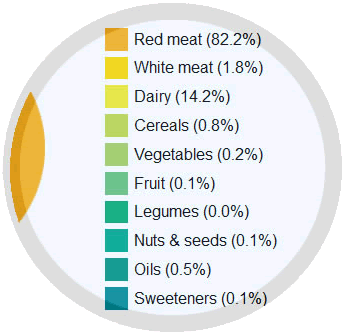 Red meat (82.2%)
White meat (1.8%)
Dairy (14.2%)
Cereals (0.8%)
Vegetables (0.2%)
Fruit (0.1%)
Legumes (0.0%)
Nuts & seeds (0.1%)
Oils (0.5%)
Sweeteners (0.1%)